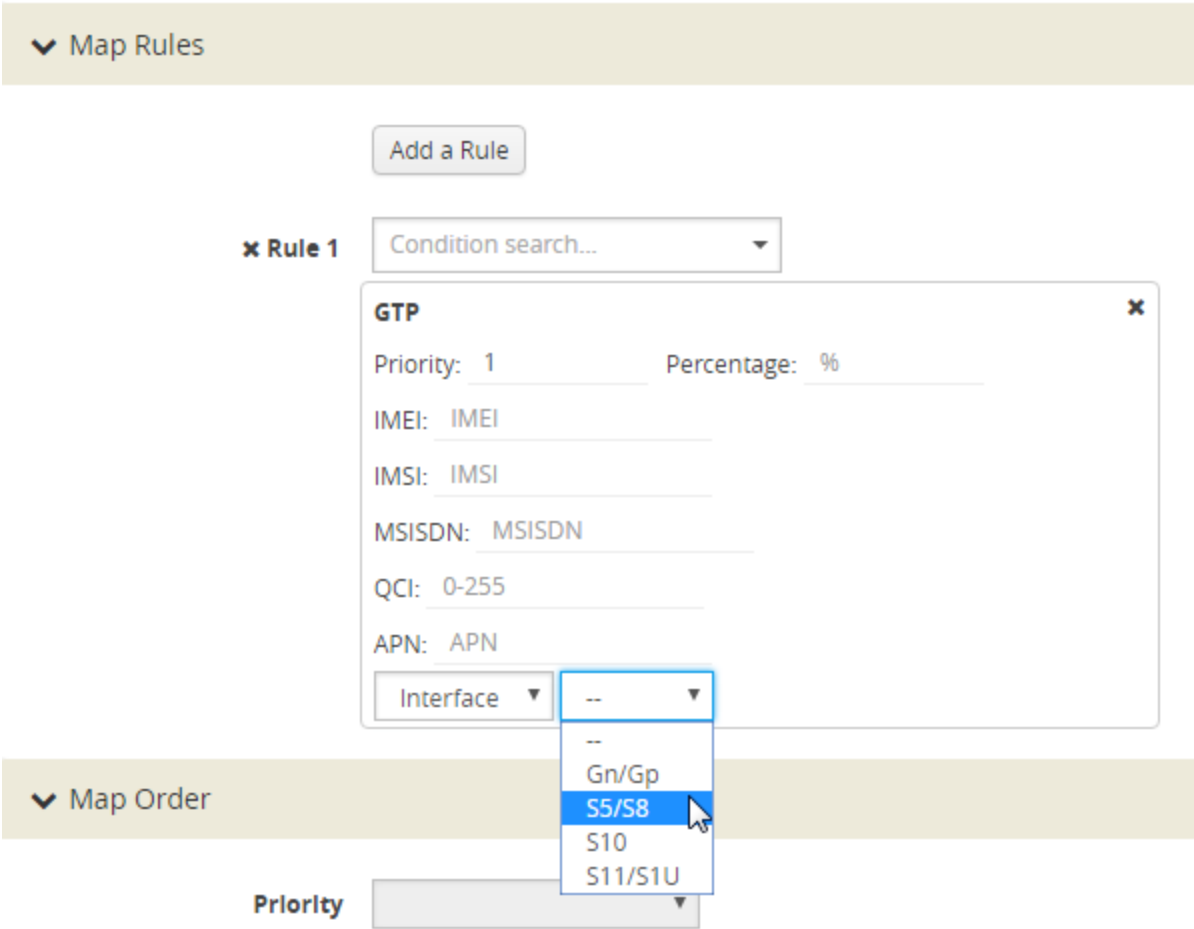 Map Rules
Add a Rule
Rule 1 Condition search...
GTP
Priority: 1 Percentage: %
IMEI: IMEI
IMSI: IMSI
MSISDN: MSISDN
QCI: 0-255
APN: APN
Interface --
--
Gn/Gp
Map Order
S5/S8
S10
S11/S1U
Priority